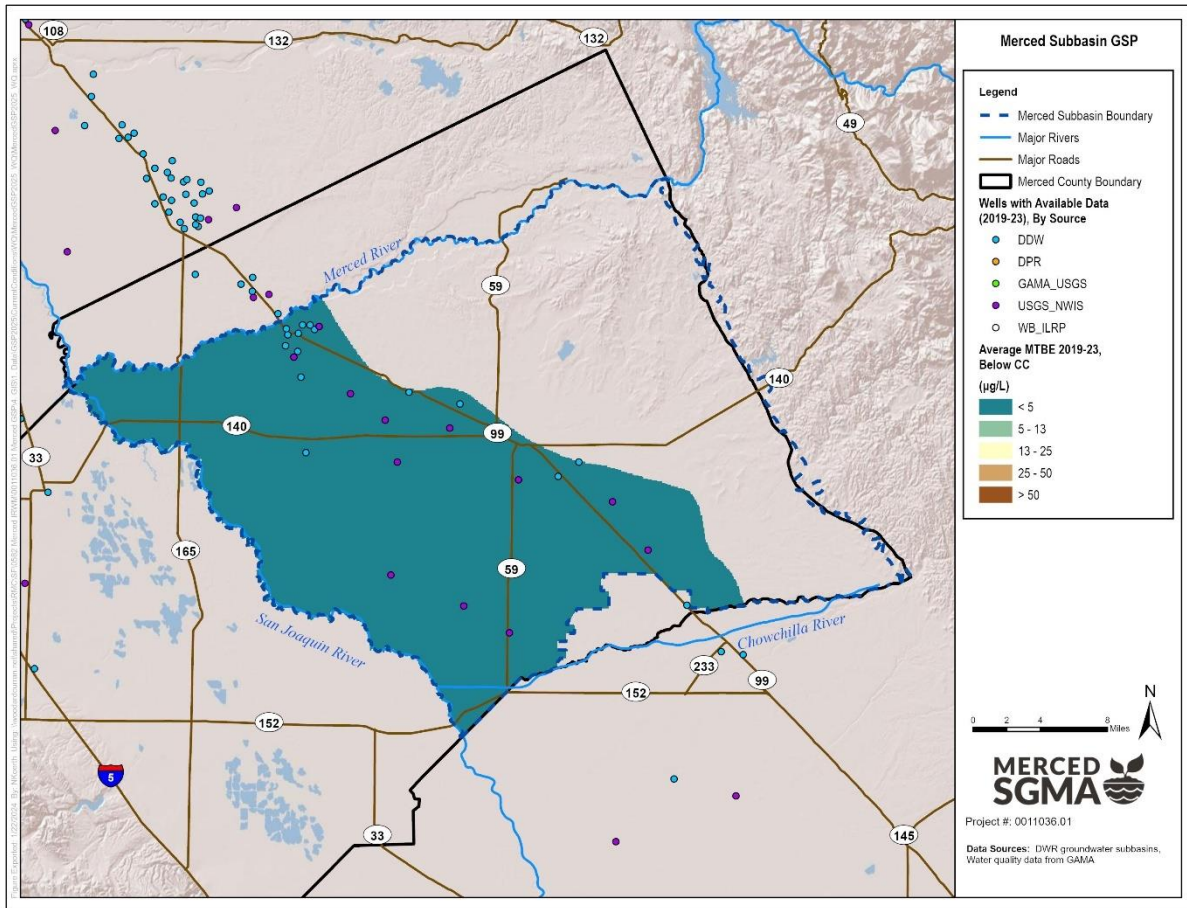 108
132
132
49
Merced River
59
140
140
99
33
165
59
San Joaquin River
Chowchilla River
233
99
152
152
5
33
145
Merced Subbasin GSP
Legend
Merced Subbasin Boundary
Major Rivers
Major Roads
Merced County Boundary
Wells with Available Data
(2019-23), By Source
DDW
DPR
GAMA_USGS
USGS_NWIS
WB_ILRP
Average MTBE 2019-23,
Below CC
(µg/L)
< 5
5 - 13
13 - 25
25 - 50
> 50
N
0 2 4 8
Miles
MERCED
SGMA
Project #: 0011036.01
Data Sources: DWR groundwater subbasins,
Water quality data from GAMA